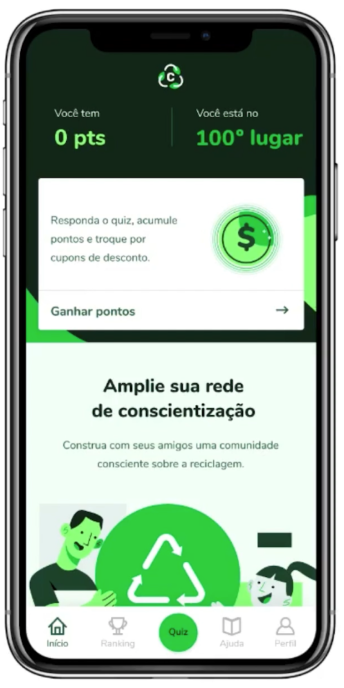 C
Você tem
0 pts
Você está no
100º lugar
Responda o quiz, acumule
pontos e troque por
cupons de desconto.
$
Ganhar pontos →
Amplie sua rede
de conscientização
Construa com seus amigos uma comunidade
consciente sobre a reciclagem.
Início
Ranking
Quiz
Ajuda
Perfil